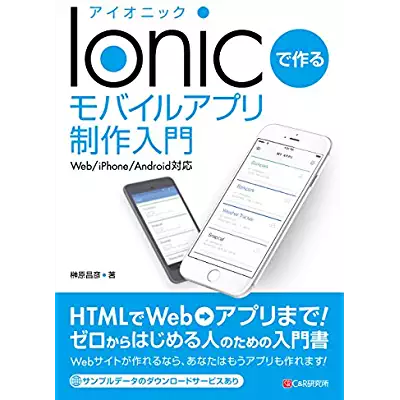 アイオニック
Ionicで作る
モバイルアプリ
制作入門
Web/iPhone/Android対応
MY APPS
榊原昌彦●著
HTMLでWeb➡アプリまで!
ゼロからはじめる人のための入門書
Webサイトが作れるなら、あなたはもうアプリも作れます!
サンプルデータのダウンロードサービスあり
C&R研究所